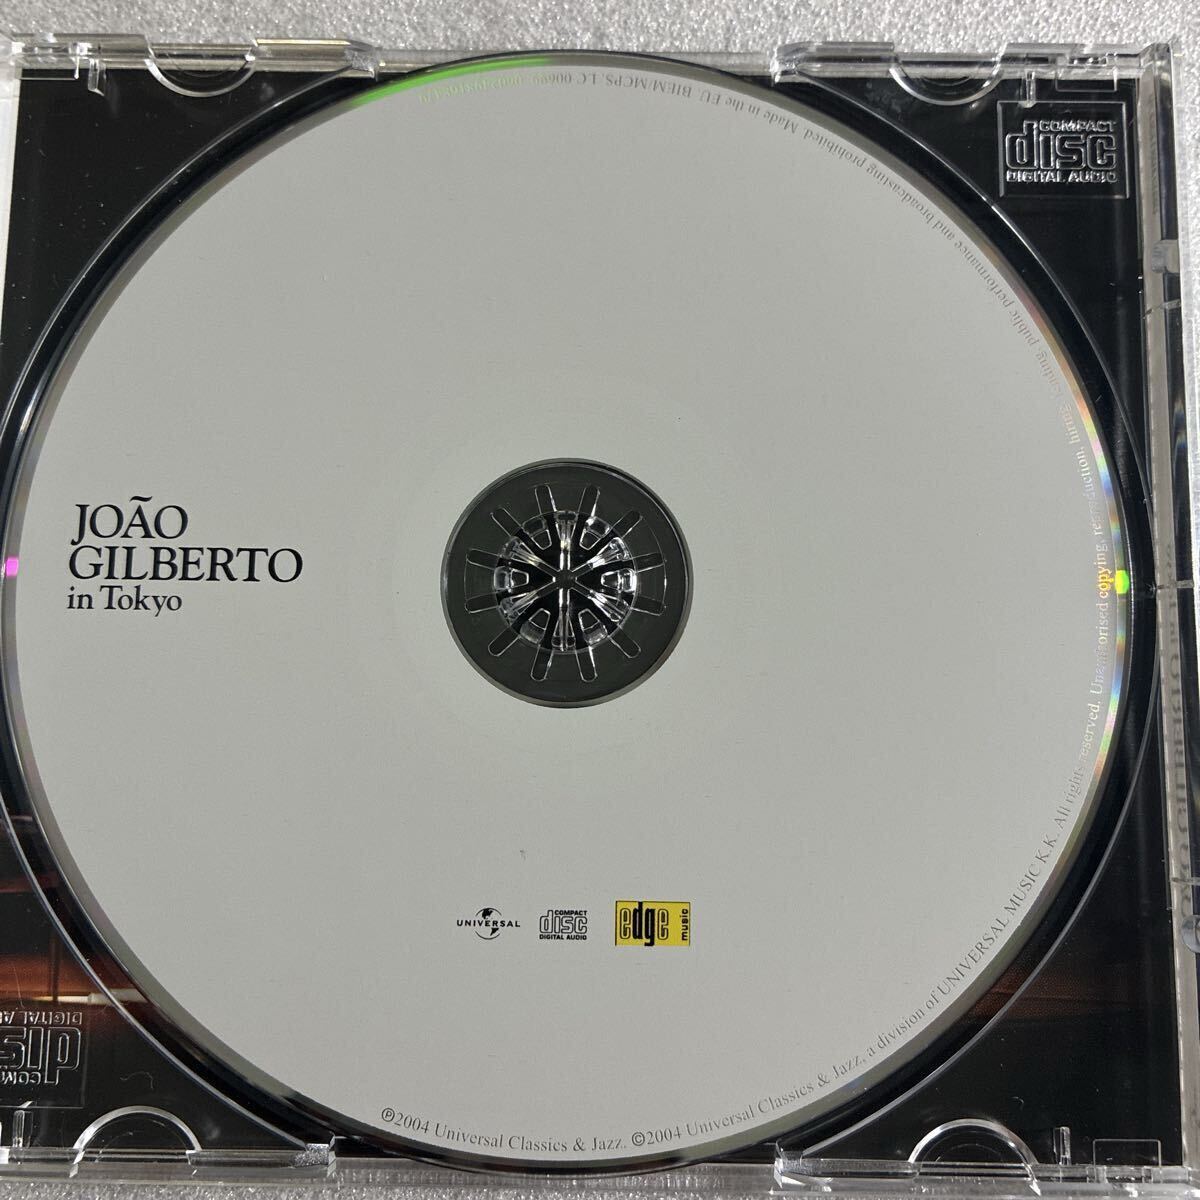 JOÃO
GILBERTO
in Tokyo
UNIVERSAL
COMPACT
disc
DIGITAL AUDIO
edge
music
℗2004 Universal Classics & Jazz. ©2004 Universal Classics & Jazz, a division of UNIVERSAL MUSIC K.K. All rights reserved. Unauthorised copying, reproduction, hiring, lending, public performance and broadcasting prohibited Made in the EU BIEM/MCPS. LC 00699
COMPACT
disc
DIGITAL AUDIO